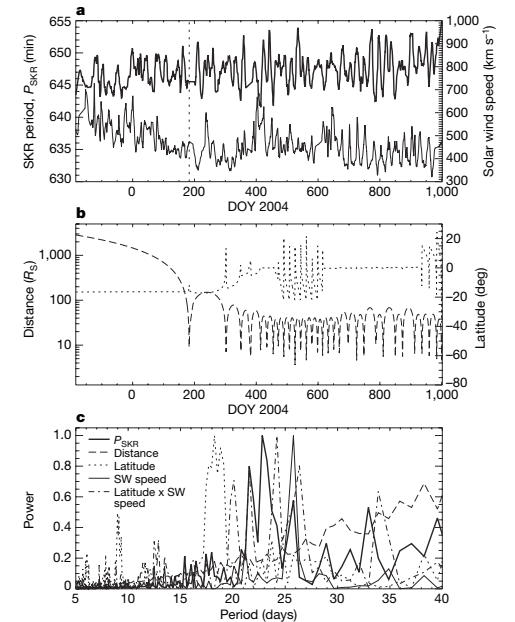 a
655
650
645
640
635
630
SKR period, P_SKR (min)
1,000
900
800
700
600
500
400
300
Solar wind speed (km s⁻¹)
0 200 400 600 800 1,000
DOY 2004
b
1,000
100
10
Distance (R_S)
20
0
−20
−40
−60
−80
Latitude (deg)
0 200 400 600 800 1,000
DOY 2004
c
1.0
0.8
0.6
0.4
0.2
0
Power
P_SKR
Distance
Latitude
SW speed
Latitude x SW
speed
5 10 15 20 25 30 35 40
Period (days)